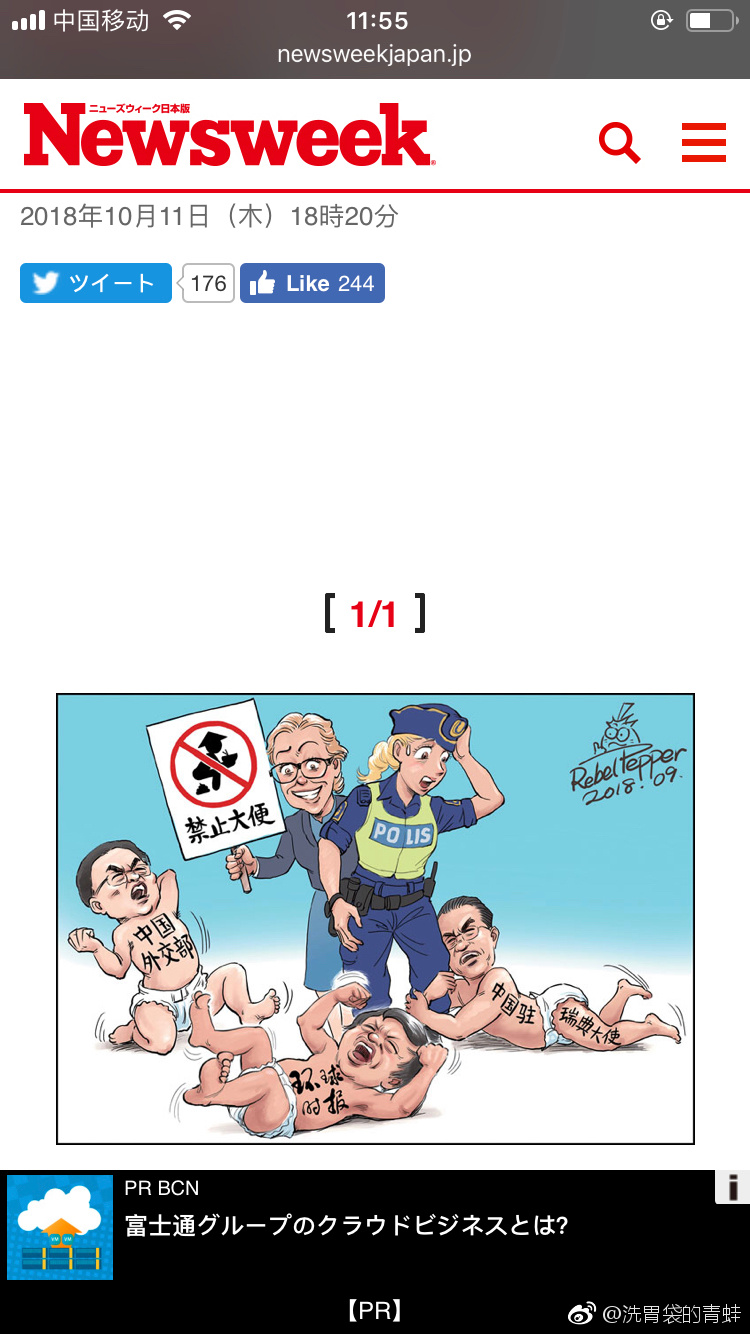 中国移动
11:55
newsweekjapan.jp
ニューズウィーク日本版
Newsweek
2018年10月11日（木）18時20分
ツイート 176 Like 244
[ 1/1 ]
禁止大便
RebelPepper
2018.09.
POLIS
中国
外交部
中国驻
瑞典大使
环球
时报
PR BCN
富士通グループのクラウドビジネスとは?
【PR】
@洗胃袋的青蛙